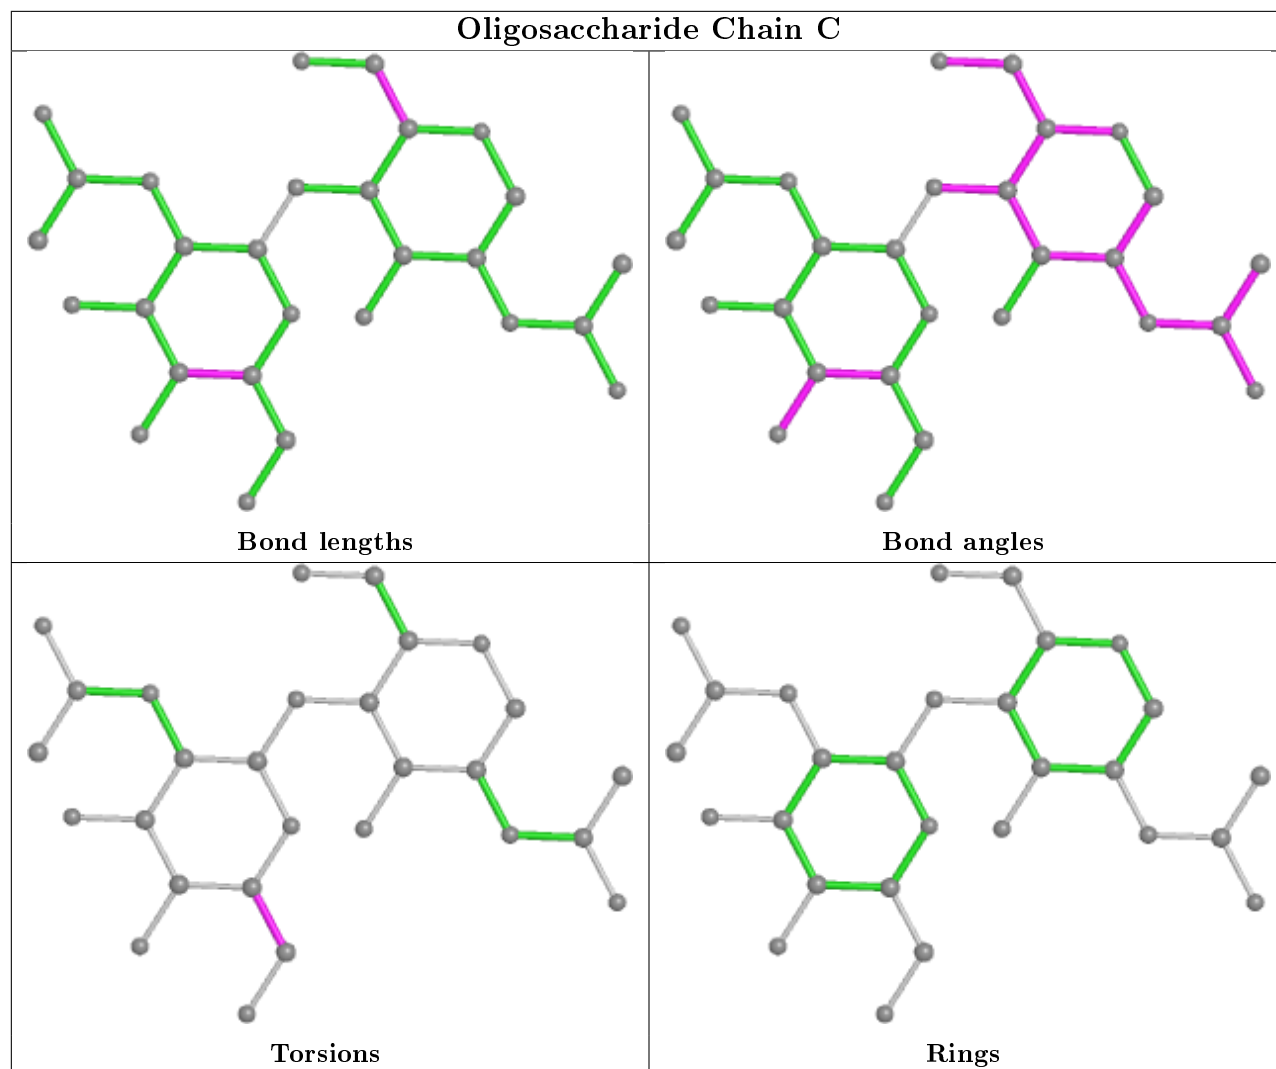 Oligosaccharide Chain C
Bond lengths
Bond angles
Torsions
Rings